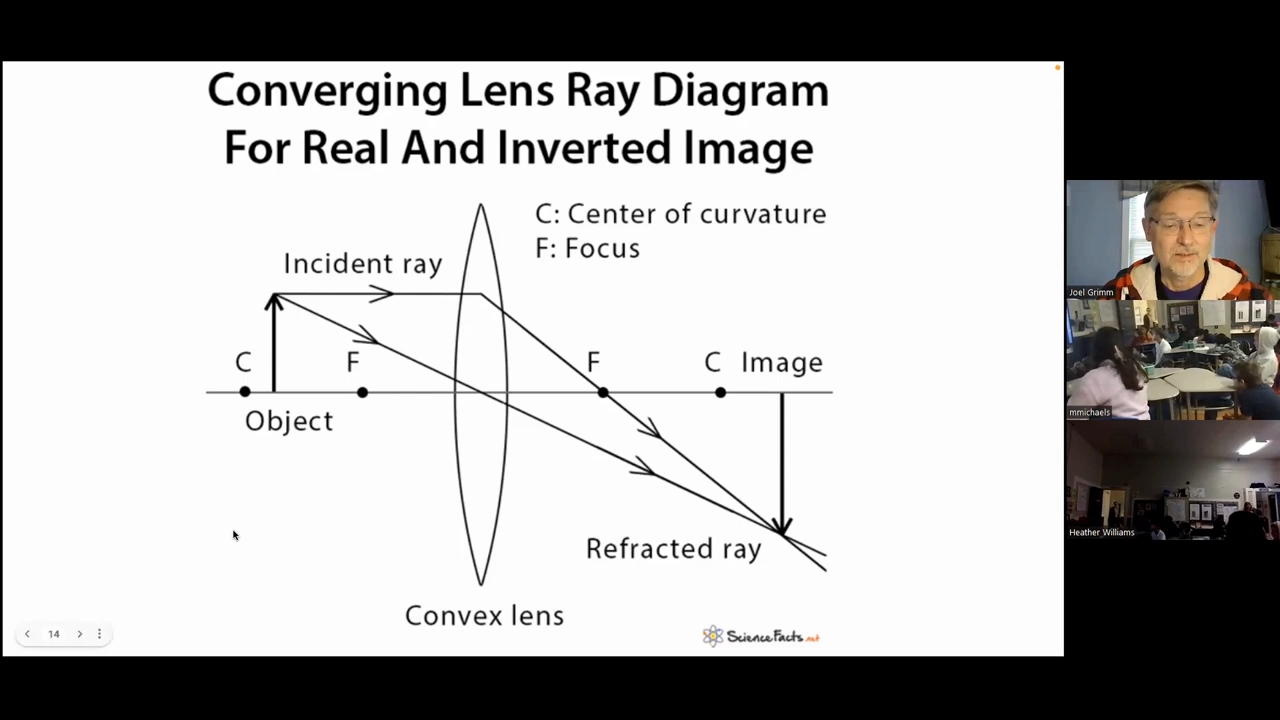 Converging Lens Ray Diagram
For Real And Inverted Image
C: Center of curvature
F: Focus
Incident ray
C
F
F
C
Image
Object
Refracted ray
Convex lens
ScienceFacts.net
14
Joel Grimm
mmichaels
Heather Williams